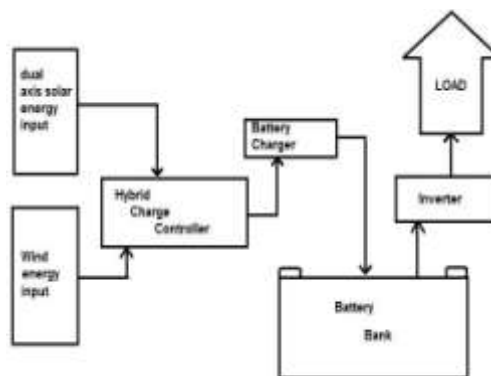 dual
axis solar
energy
input
LOAD
Battery
Charger
Hybrid
Charge
Controller
Inverter
Wind
energy
input
Battery
Bank